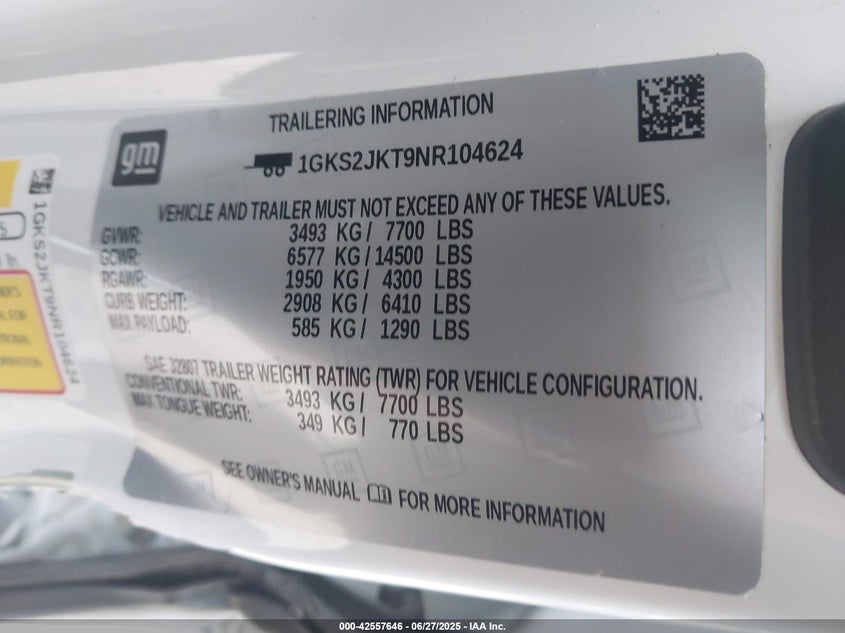 TRAILERING INFORMATION
gm
1GKS2JKT9NR104624
VEHICLE AND TRAILER MUST NOT EXCEED ANY OF THESE VALUES.
GVWR: 3493 KG/ 7700 LBS
GCWR: 6577 KG/14500 LBS
RGAWR: 1950 KG/ 4300 LBS
CURB WEIGHT: 2908 KG/ 6410 LBS
MAX PAYLOAD: 585 KG/ 1290 LBS
SAE J2807 TRAILER WEIGHT RATING (TWR) FOR VEHICLE CONFIGURATION.
CONVENTIONAL TWR: 3493 KG/ 7700 LBS
MAX TONGUE WEIGHT: 349 KG/ 770 LBS
SEE OWNER'S MANUAL FOR MORE INFORMATION
1GKS2JKT9NR104624
FOR
000-42557646 - 06/27/2025 - IAA Inc.